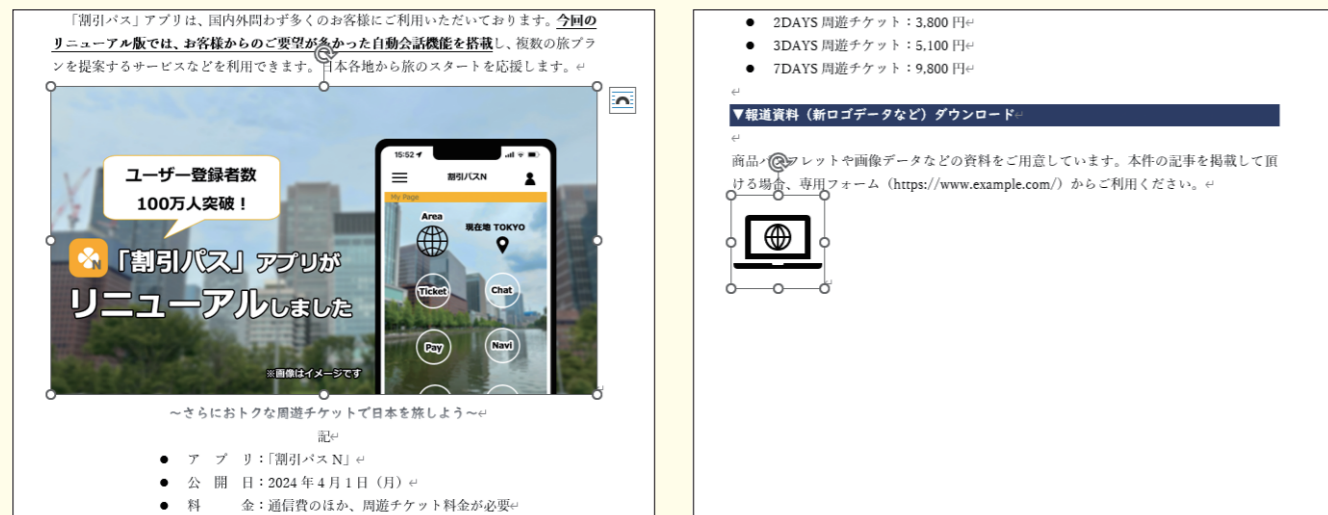 「割引パス」アプリは、国内外問わず多くのお客様にご利用いただいております。今回の
リニューアル版では、お客様からのご要望が多かった自動会話機能を搭載し、複数の旅プラ
ンを提案するサービスなどを利用できます。日本各地から旅のスタートを応援します。
ユーザー登録者数
100万人突破！
「割引パス」アプリが
リニューアルしました
※画像はイメージです
15:52
割引パスN
My Page
Area
現在地 TOKYO
Ticket
Chat
Pay
Navi
N
～さらにおトクな周遊チケットで日本を旅しよう～
記
● ア プ リ：「割引パス N」
● 公 開 日：2024 年 4 月 1 日（月）
● 料 金：通信費のほか、周遊チケット料金が必要
● 2DAYS 周遊チケット：3,800 円
● 3DAYS 周遊チケット：5,100 円
● 7DAYS 周遊チケット：9,800 円
▼報道資料（新ロゴデータなど）ダウンロード
商品パンフレットや画像データなどの資料をご用意しています。本件の記事を掲載して頂
ける場合、専用フォーム（https://www.example.com/）からご利用ください。